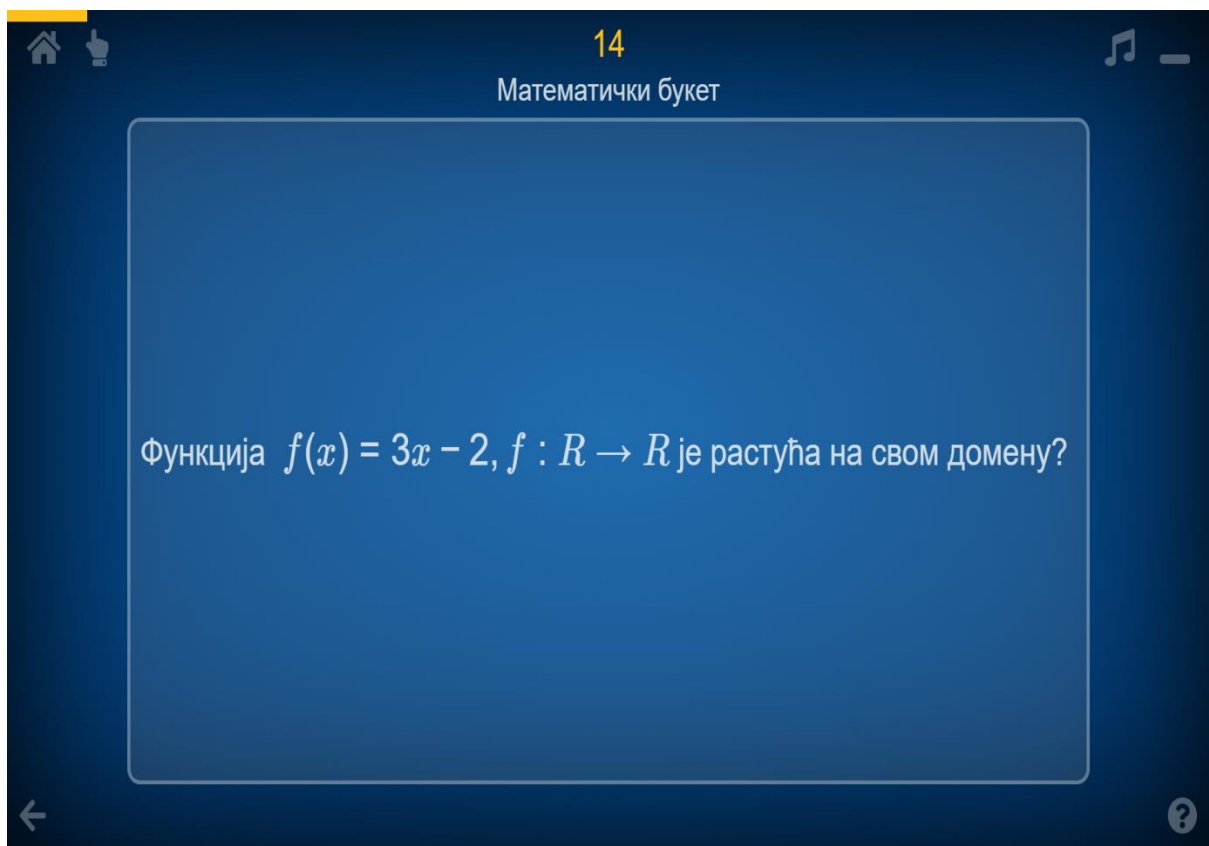 14
Математички букет
Функција f(x) = 3x − 2, f : R → R је растућа на свом домену?
?